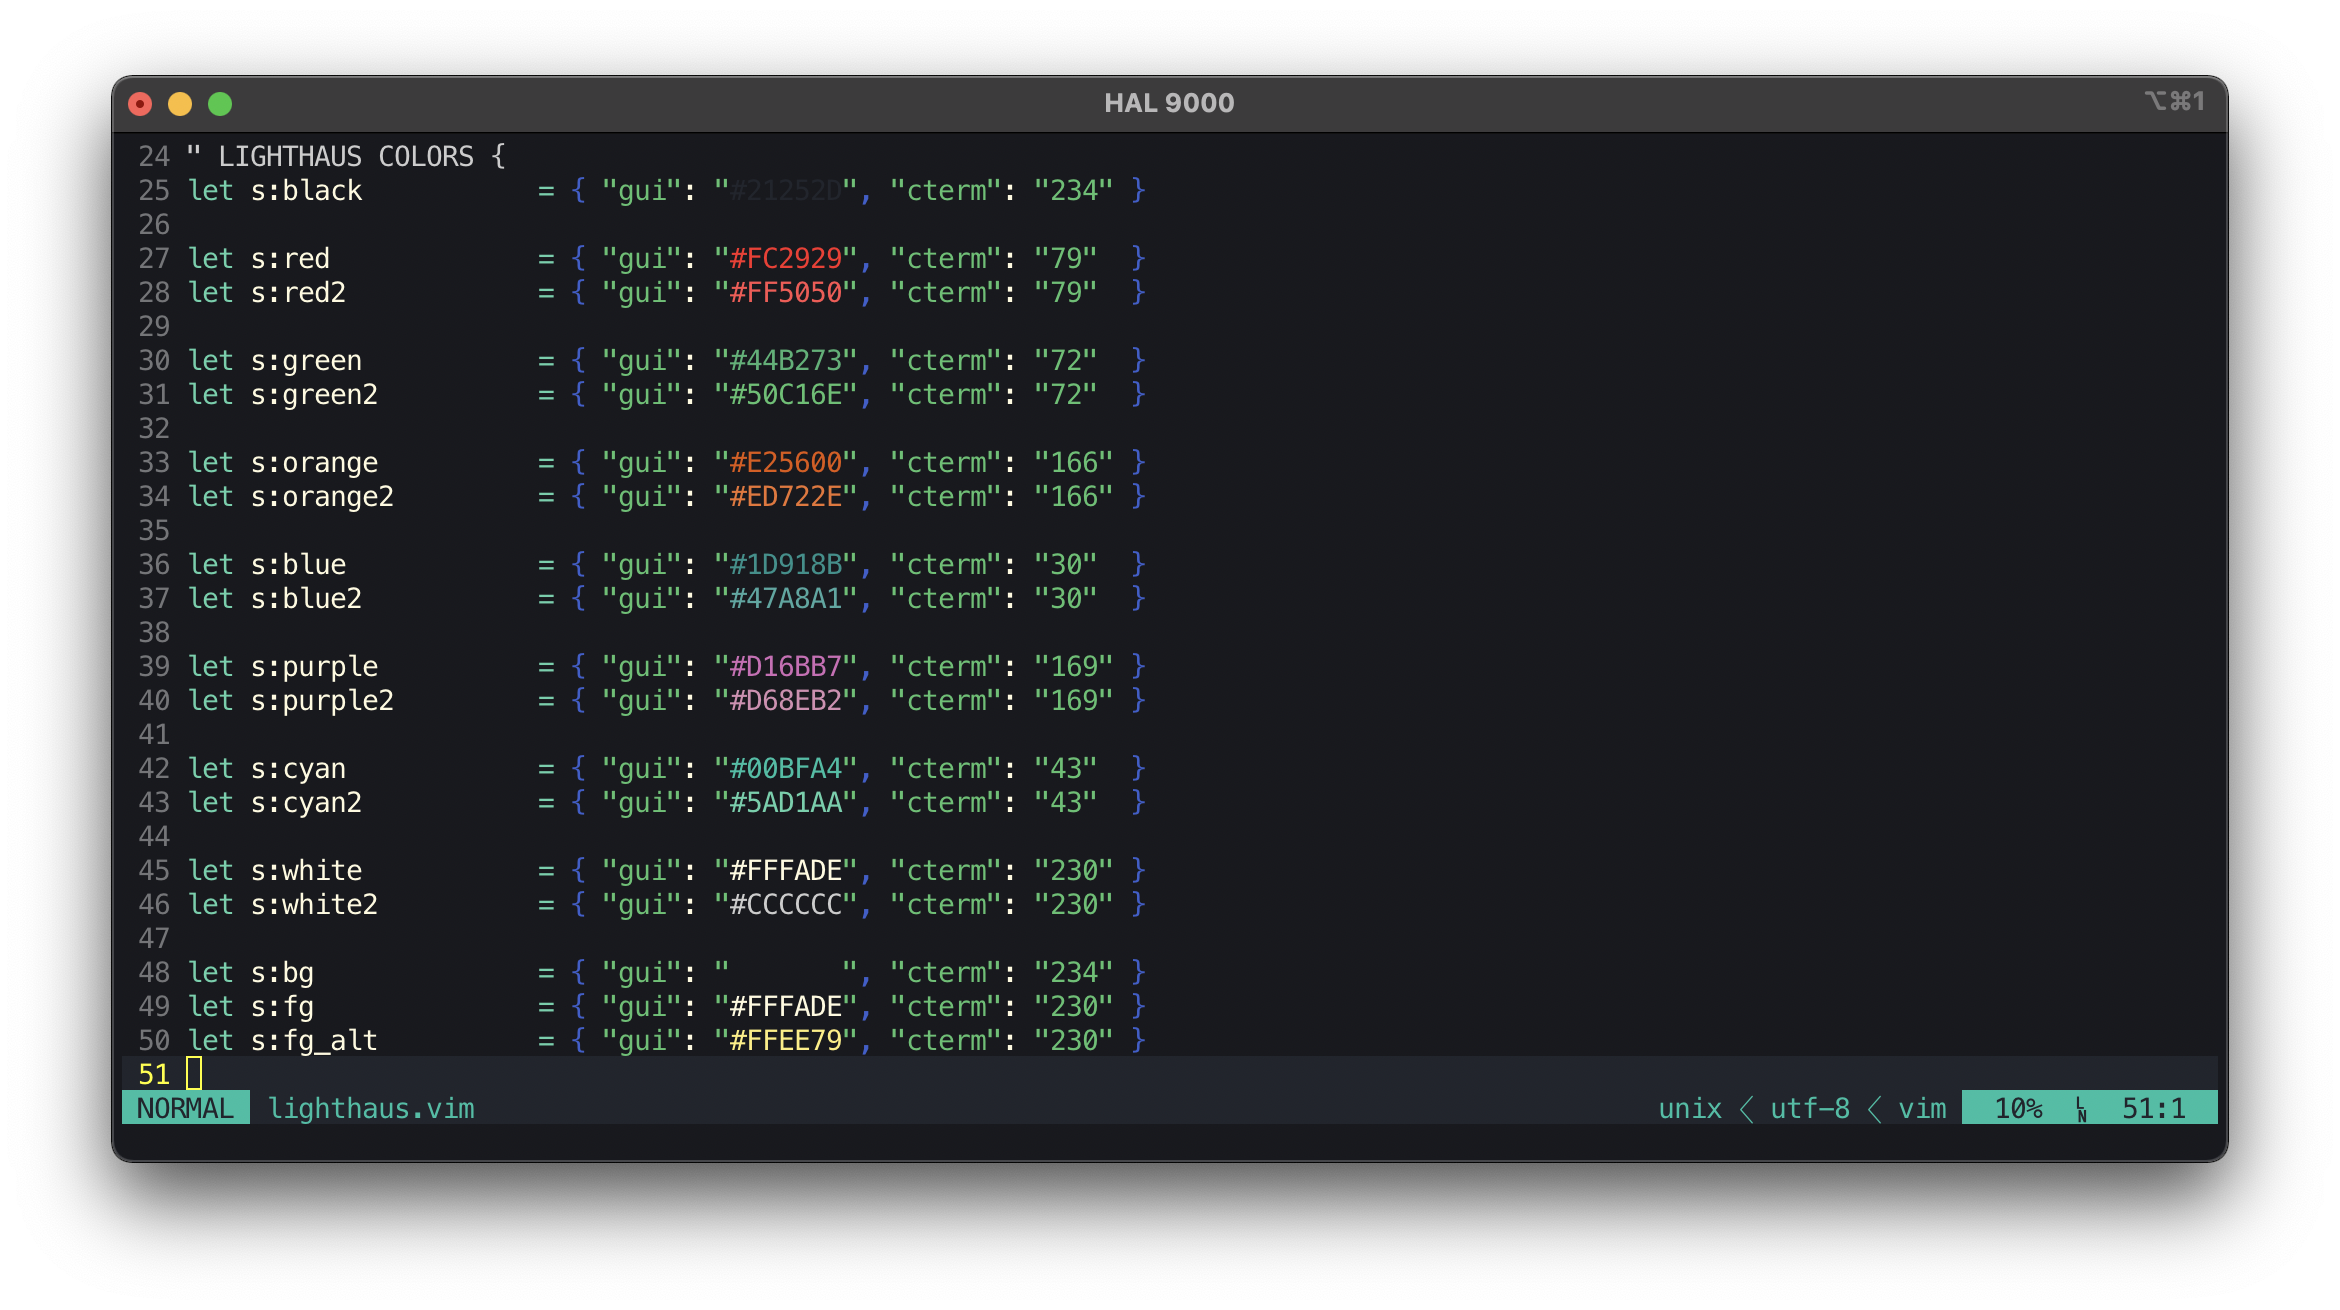 HAL 9000 ⌥⌘1
24 " LIGHTHAUS COLORS {
25 let s:black = { "gui": "#21252D", "cterm": "234" }
26
27 let s:red = { "gui": "#FC2929", "cterm": "79" }
28 let s:red2 = { "gui": "#FF5050", "cterm": "79" }
29
30 let s:green = { "gui": "#44B273", "cterm": "72" }
31 let s:green2 = { "gui": "#50C16E", "cterm": "72" }
32
33 let s:orange = { "gui": "#E25600", "cterm": "166" }
34 let s:orange2 = { "gui": "#ED722E", "cterm": "166" }
35
36 let s:blue = { "gui": "#1D918B", "cterm": "30" }
37 let s:blue2 = { "gui": "#47A8A1", "cterm": "30" }
38
39 let s:purple = { "gui": "#D16BB7", "cterm": "169" }
40 let s:purple2 = { "gui": "#D68EB2", "cterm": "169" }
41
42 let s:cyan = { "gui": "#00BFA4", "cterm": "43" }
43 let s:cyan2 = { "gui": "#5AD1AA", "cterm": "43" }
44
45 let s:white = { "gui": "#FFFADE", "cterm": "230" }
46 let s:white2 = { "gui": "#CCCCCC", "cterm": "230" }
47
48 let s:bg = { "gui": "       ", "cterm": "234" }
49 let s:fg = { "gui": "#FFFADE", "cterm": "230" }
50 let s:fg_alt = { "gui": "#FFEE79", "cterm": "230" }
51
NORMAL lighthaus.vim unix < utf-8 < vim 10% LN 51:1